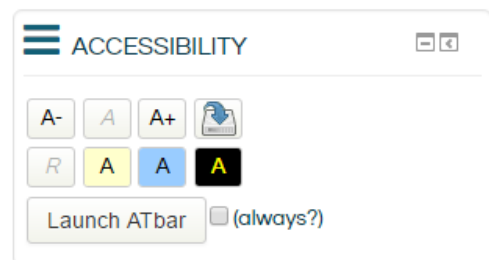 ACCESSIBILITY
A- A A+
R A A A
Launch ATbar (always?)